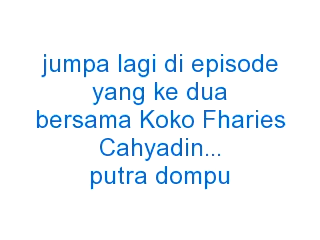 jumpa lagi di episode
yang ke dua
bersama Koko Fharies
Cahyadin...
putra dompu